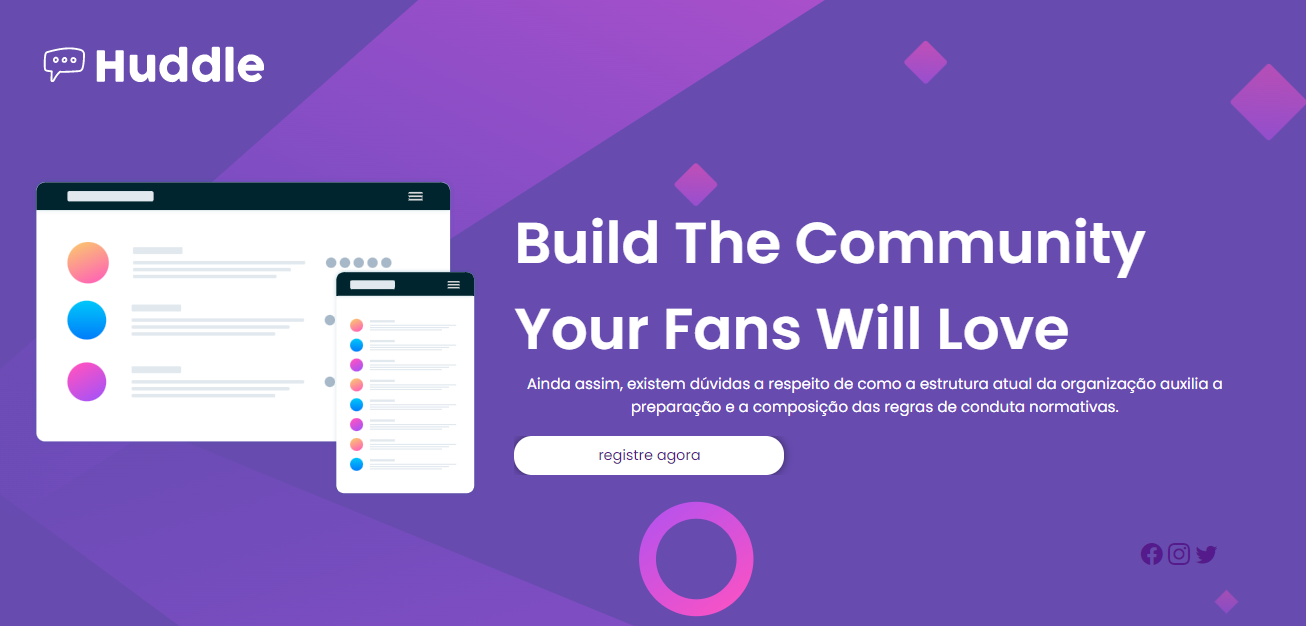 Huddle
Build The Community
Your Fans Will Love
Ainda assim, existem dúvidas a respeito de como a estrutura atual da organização auxilia a
preparação e a composição das regras de conduta normativas.
registre agora